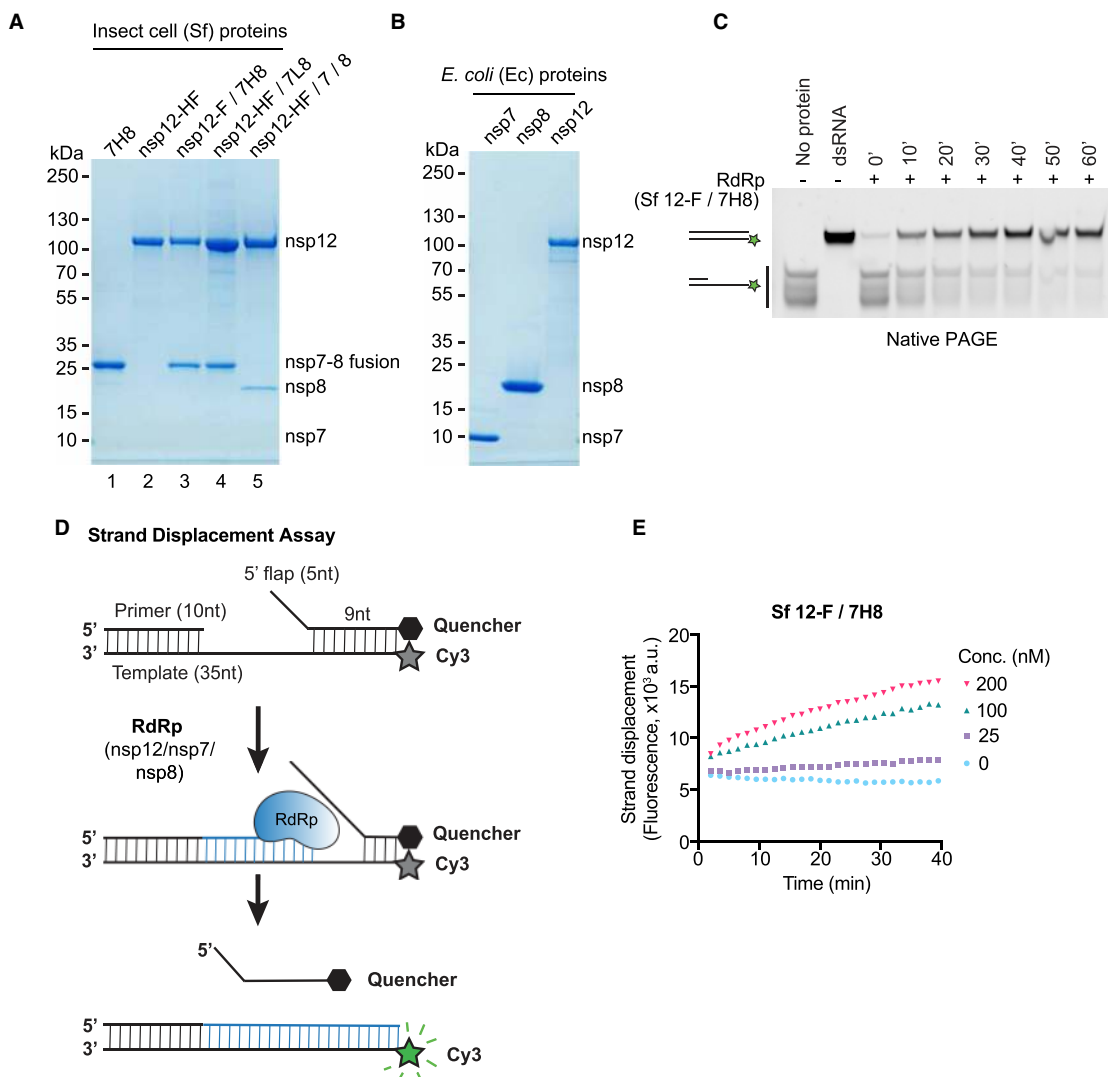 A
Insect cell (Sf) proteins
7H8
nsp12-HF
nsp12-F / 7H8
nsp12-HF / 7L8
nsp12-HF / 7 / 8
kDa
250
130
100
70
55
35
25
15
10
nsp12
nsp7-8 fusion
nsp8
nsp7
1 2 3 4 5
B
E. coli (Ec) proteins
nsp7
nsp8
nsp12
kDa
250
130
100
70
55
35
25
15
10
nsp12
nsp8
nsp7
C
No protein
dsRNA
0'
10'
20'
30'
40'
50'
60'
RdRp - - + + + + + + +
(Sf 12-F / 7H8)
Native PAGE
D
Strand Displacement Assay
5' flap (5nt)
Primer (10nt)
9nt
5'
Quencher
3'
Cy3
Template (35nt)
RdRp
(nsp12/nsp7/
nsp8)
RdRp
5'
Quencher
3'
Cy3
5'
Quencher
5'
3'
Cy3
E
Sf 12-F / 7H8
Strand displacement
(Fluorescence, x10³ a.u.)
20
15
10
5
0
0 10 20 30 40
Time (min)
Conc. (nM)
200
100
25
0